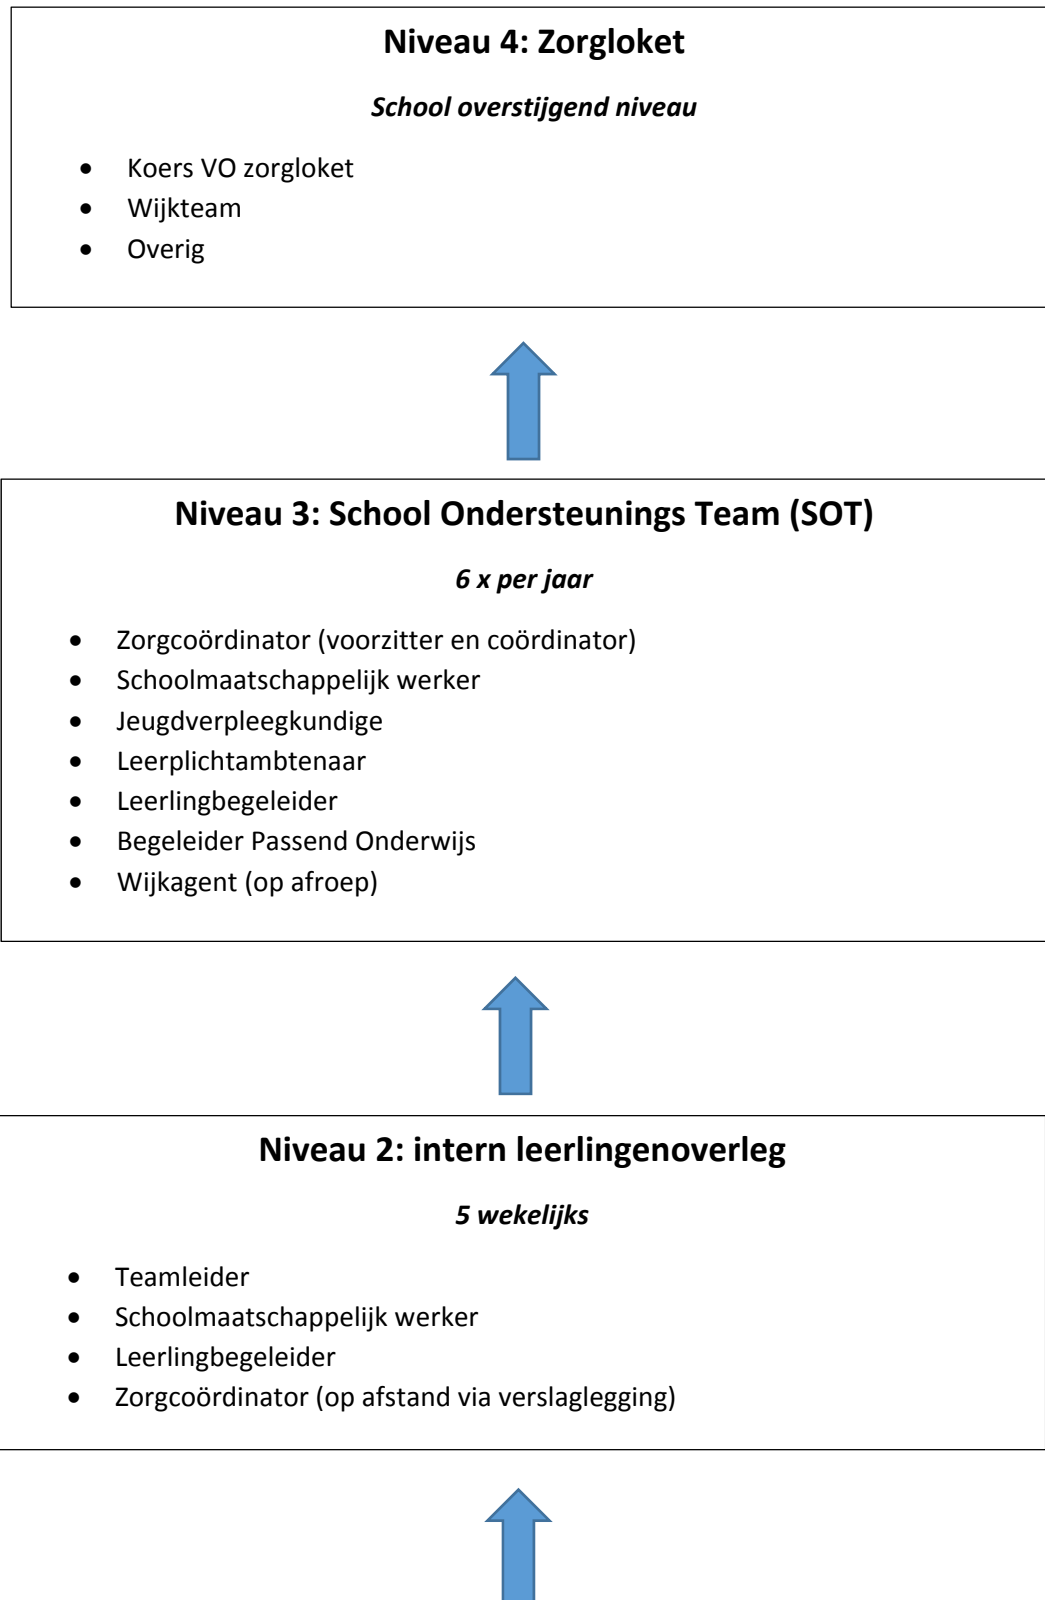 Niveau 4: Zorgloket
School overstijgend niveau
• Koers VO zorgloket
• Wijkteam
• Overig
Niveau 3: School Ondersteunings Team (SOT)
6 x per jaar
• Zorgcoördinator (voorzitter en coördinator)
• Schoolmaatschappelijk werker
• Jeugdverpleegkundige
• Leerplichtambtenaar
• Leerlingbegeleider
• Begeleider Passend Onderwijs
• Wijkagent (op afroep)
Niveau 2: intern leerlingenoverleg
5 wekelijks
• Teamleider
• Schoolmaatschappelijk werker
• Leerlingbegeleider
• Zorgcoördinator (op afstand via verslaglegging)